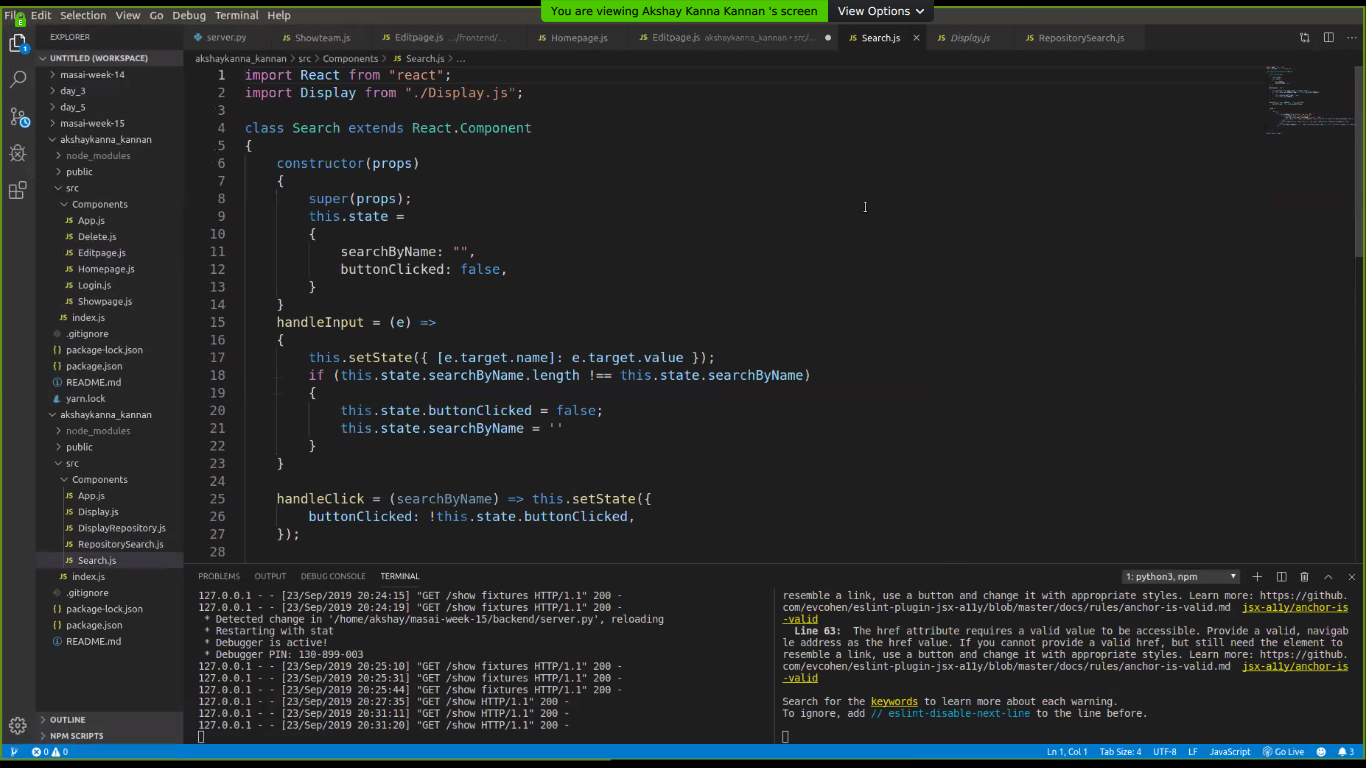 You are viewing Akshay Kanna Kannan 's screen
View Options
File Edit Selection View Go Debug Terminal Help
EXPLORER
server.py
Showteam.js
Editpage.js .../frontend/...
Homepage.js
Editpage.js akshaykanna_kannan • src/...
Search.js
Display.js
RepositorySearch.js
UNTITLED (WORKSPACE)
masai-week-14
day_3
day_5
masai-week-15
akshaykanna_kannan
node_modules
public
src
Components
App.js
Delete.js
Editpage.js
Homepage.js
Login.js
Showpage.js
index.js
.gitignore
package-lock.json
package.json
README.md
yarn.lock
akshaykanna_kannan
node_modules
public
src
Components
App.js
Display.js
DisplayRepository.js
RepositorySearch.js
Search.js
index.js
.gitignore
package-lock.json
package.json
README.md
OUTLINE
NPM SCRIPTS
akshaykanna_kannan > src > Components > Search.js > ...
1 import React from "react";
2 import Display from "./Display.js";
3
4 class Search extends React.Component
5 {
6 constructor(props)
7 {
8 super(props);
9 this.state =
10 {
11 searchByName: "",
12 buttonClicked: false,
13 }
14 }
15 handleInput = (e) =>
16 {
17 this.setState({ [e.target.name]: e.target.value });
18 if (this.state.searchByName.length !== this.state.searchByName)
19 {
20 this.state.buttonClicked = false;
21 this.state.searchByName = ''
22 }
23 }
24
25 handleClick = (searchByName) => this.setState({
26 buttonClicked: !this.state.buttonClicked,
27 });
28
PROBLEMS OUTPUT DEBUG CONSOLE TERMINAL
1: python3, npm
127.0.0.1 - - [23/Sep/2019 20:24:15] "GET /show fixtures HTTP/1.1" 200 -
127.0.0.1 - - [23/Sep/2019 20:24:19] "GET /show fixtures HTTP/1.1" 200 -
* Detected change in '/home/akshay/masai-week-15/backend/server.py', reloading
* Restarting with stat
* Debugger is active!
* Debugger PIN: 130-899-003
127.0.0.1 - - [23/Sep/2019 20:25:10] "GET /show fixtures HTTP/1.1" 200 -
127.0.0.1 - - [23/Sep/2019 20:25:31] "GET /show fixtures HTTP/1.1" 200 -
127.0.0.1 - - [23/Sep/2019 20:25:44] "GET /show fixtures HTTP/1.1" 200 -
127.0.0.1 - - [23/Sep/2019 20:27:35] "GET /show HTTP/1.1" 200 -
127.0.0.1 - - [23/Sep/2019 20:31:11] "GET /show HTTP/1.1" 200 -
127.0.0.1 - - [23/Sep/2019 20:31:20] "GET /show HTTP/1.1" 200 -
resemble a link, use a button and change it with appropriate styles. Learn more: https://github.
com/evcohen/eslint-plugin-jsx-a11y/blob/master/docs/rules/anchor-is-valid.md jsx-a11y/anchor-is
-valid
Line 63: The href attribute requires a valid value to be accessible. Provide a valid, navigab
le address as the href value. If you cannot provide a valid href, but still need the element to
resemble a link, use a button and change it with appropriate styles. Learn more: https://github.
com/evcohen/eslint-plugin-jsx-a11y/blob/master/docs/rules/anchor-is-valid.md jsx-a11y/anchor-is
-valid
Search for the keywords to learn more about each warning.
To ignore, add // eslint-disable-next-line to the line before.
0 0
Ln 1, Col 1 Tab Size: 4 UTF-8 LF JavaScript Go Live 3